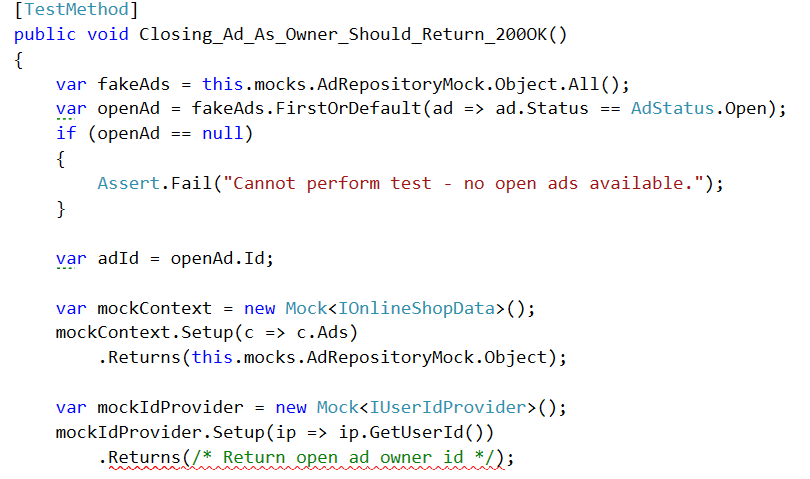 [TestMethod]
public void Closing_Ad_As_Owner_Should_Return_200OK()
{
    var fakeAds = this.mocks.AdRepositoryMock.Object.All();
    var openAd = fakeAds.FirstOrDefault(ad => ad.Status == AdStatus.Open);
    if (openAd == null)
    {
        Assert.Fail("Cannot perform test - no open ads available.");
    }

    var adId = openAd.Id;

    var mockContext = new Mock<IOnlineShopData>();
    mockContext.Setup(c => c.Ads)
        .Returns(this.mocks.AdRepositoryMock.Object);

    var mockIdProvider = new Mock<IUserIdProvider>();
    mockIdProvider.Setup(ip => ip.GetUserId())
        .Returns(/* Return open ad owner id */);